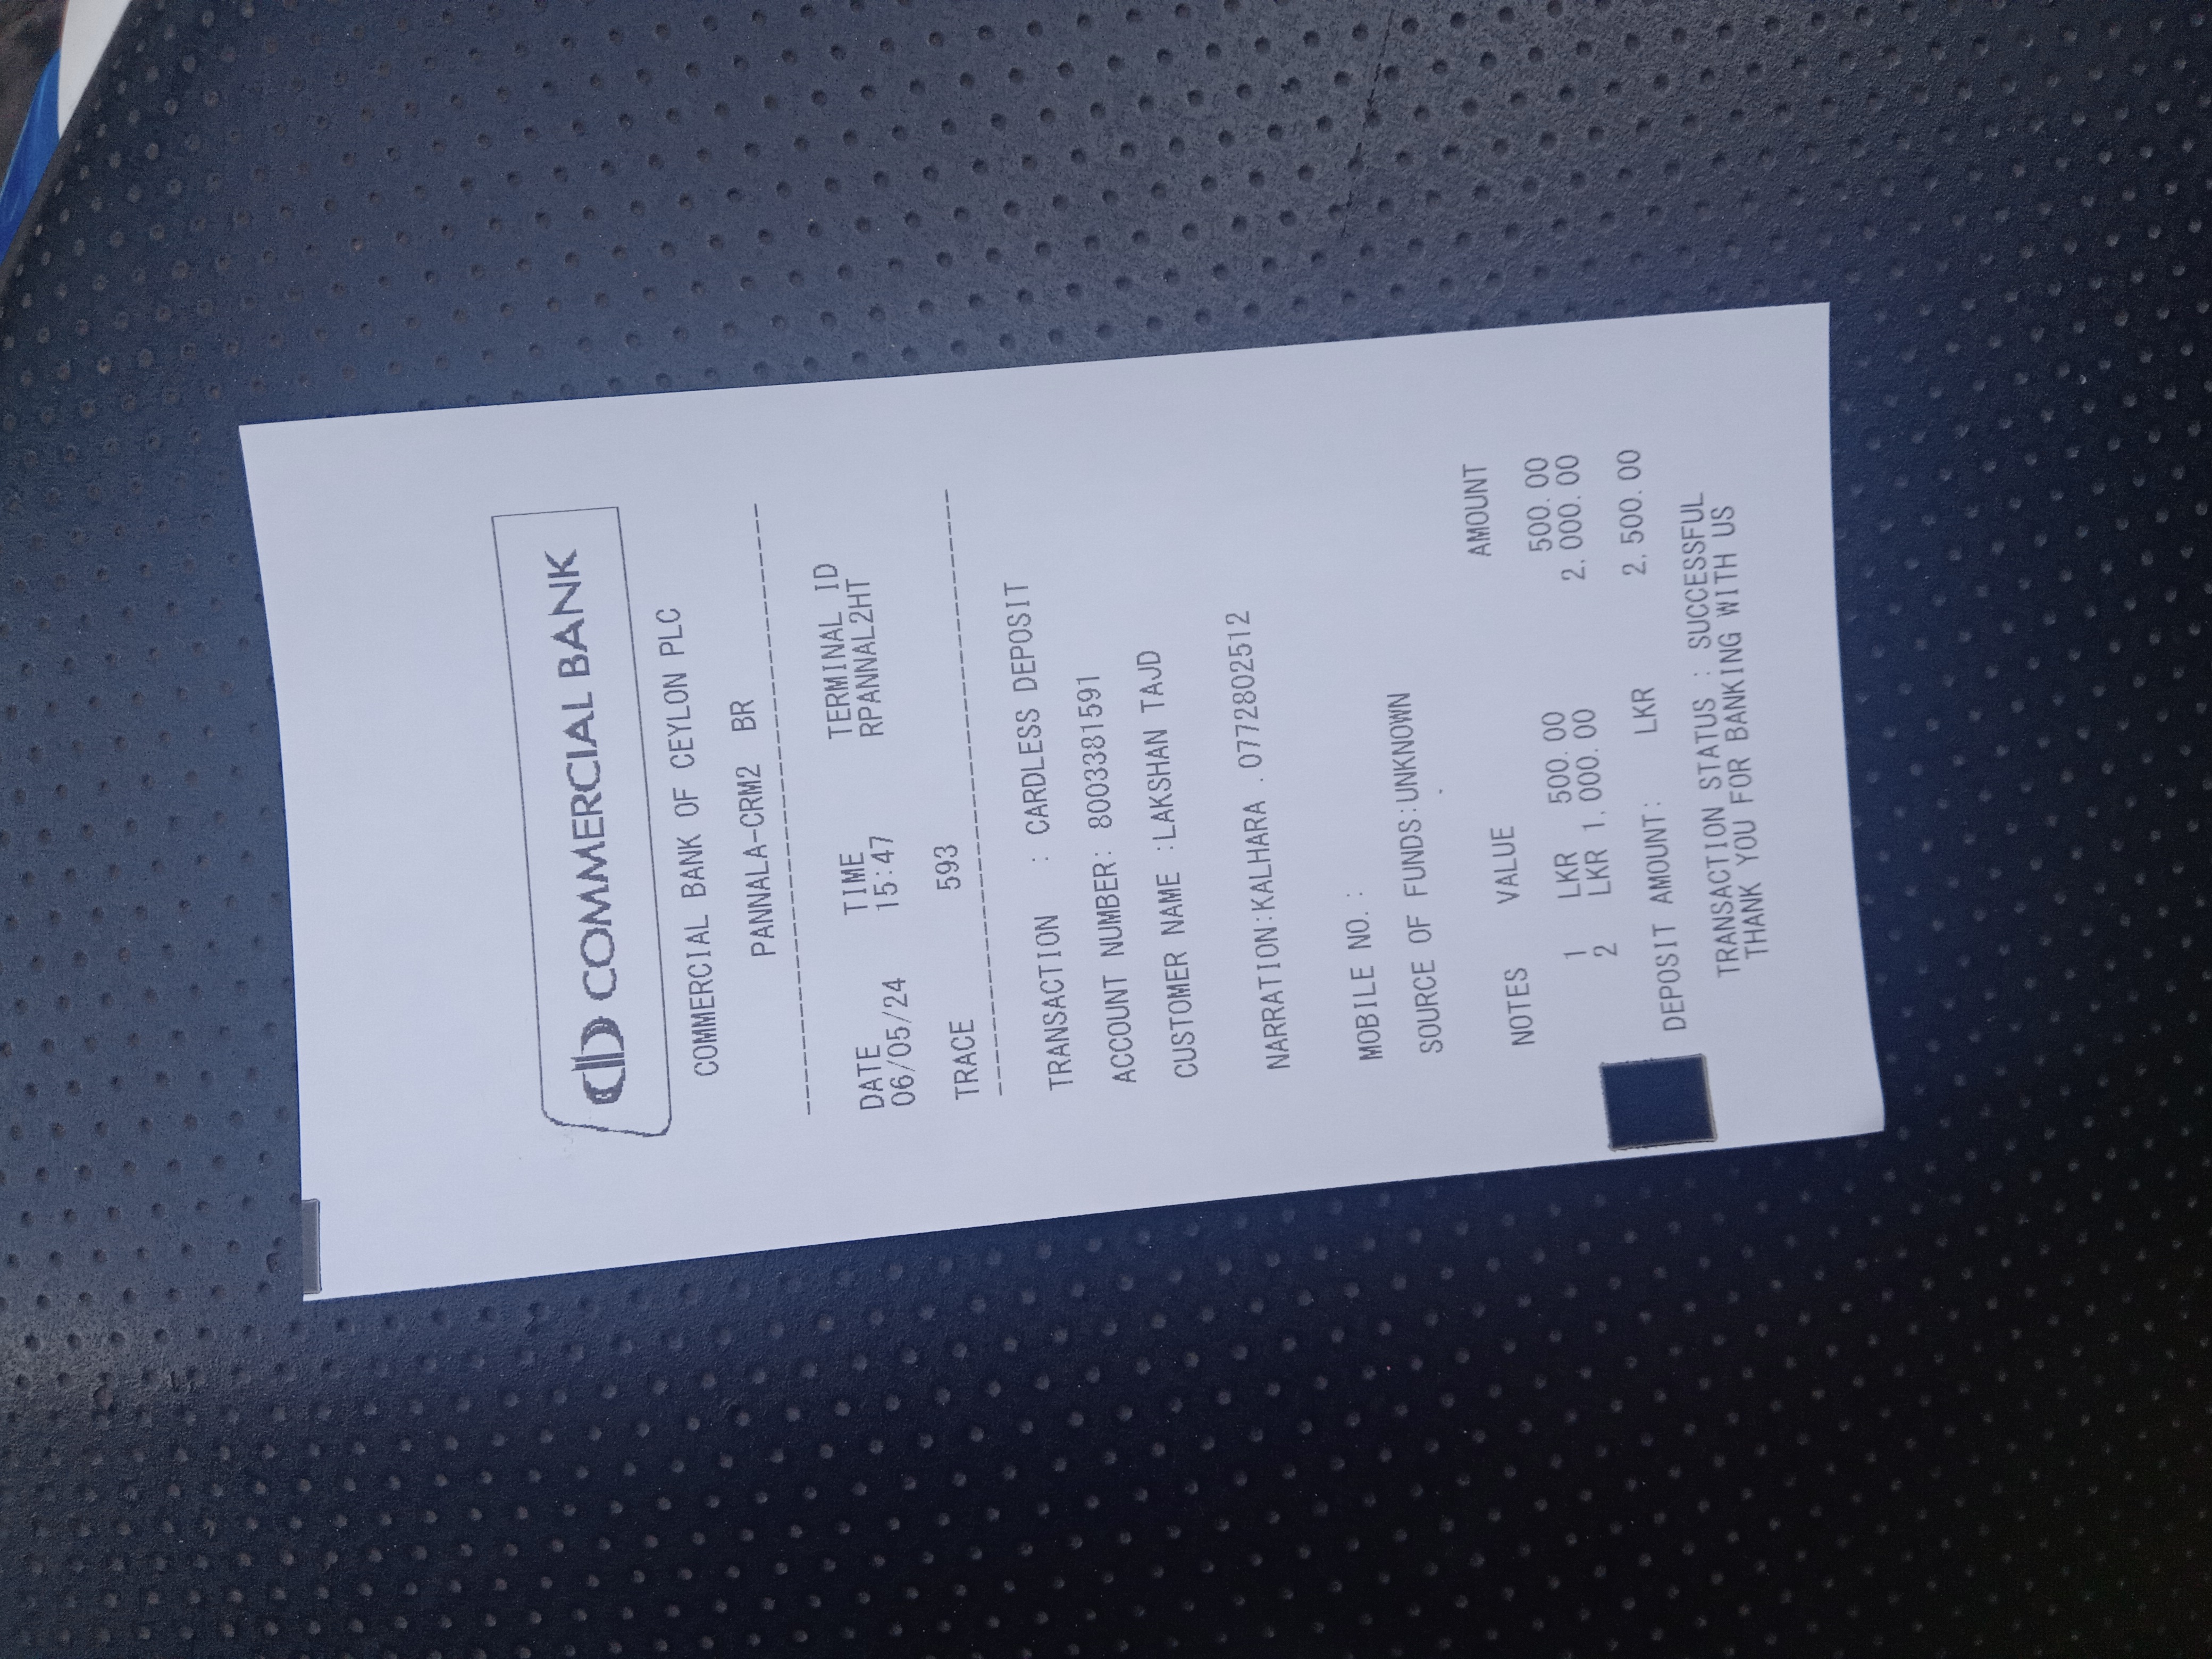 COMMERCIAL BANK
COMMERCIAL BANK OF CEYLON PLC
PANNALA-CRM2 BR
--------------------------------
DATE TIME TERMINAL ID
06/05/24 15:47 RPANNAL2HT
TRACE 593
--------------------------------
TRANSACTION : CARDLESS DEPOSIT
ACCOUNT NUMBER: 8003381591
CUSTOMER NAME :LAKSHAN TAJD
NARRATION:KALHARA .0772802512
MOBILE NO.:
SOURCE OF FUNDS:UNKNOWN
NOTES VALUE AMOUNT
1 LKR 500.00 500.00
2 LKR 1,000.00 2,000.00
DEPOSIT AMOUNT: LKR 2,500.00
TRANSACTION STATUS : SUCCESSFUL
THANK YOU FOR BANKING WITH US